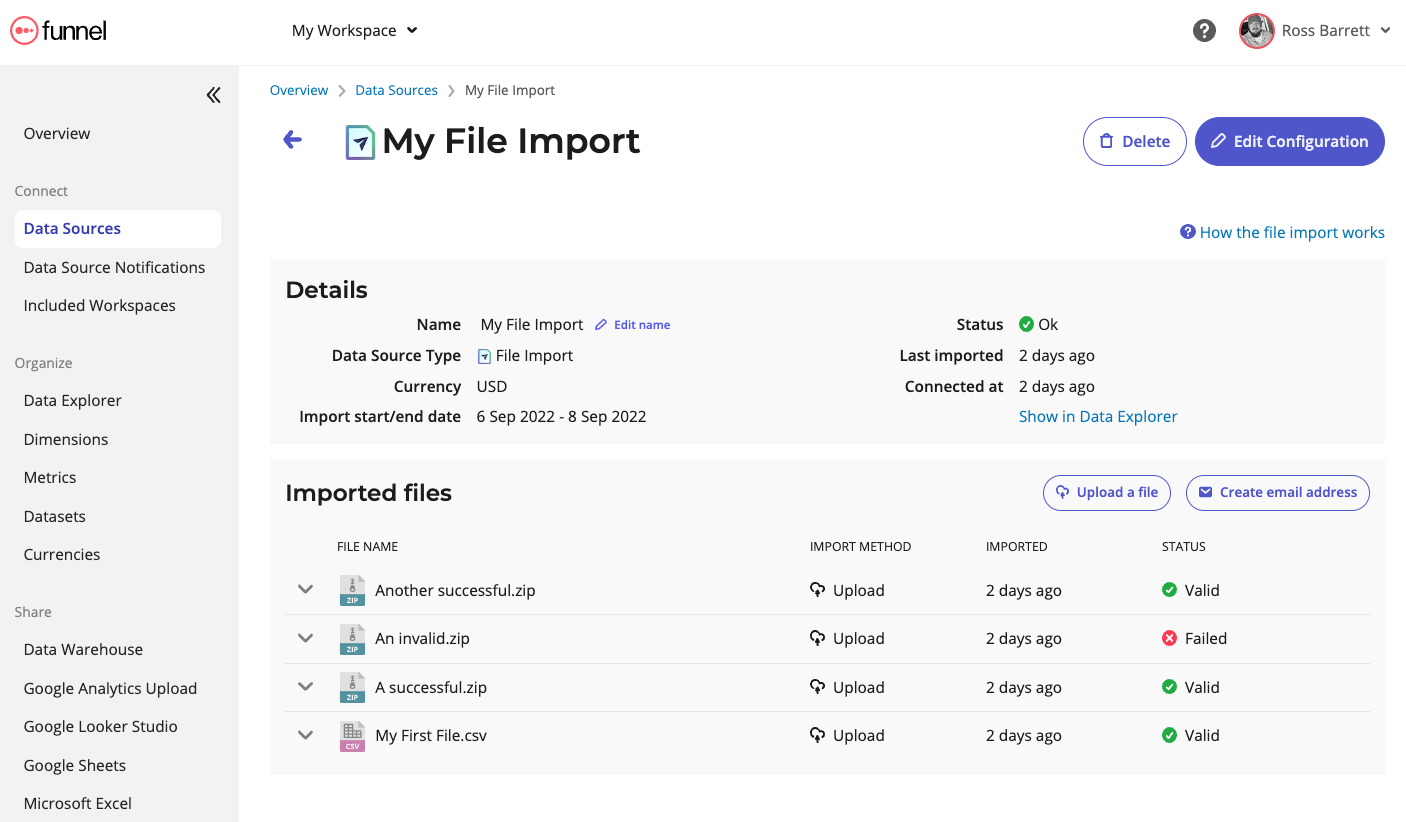 funnel
My Workspace
Ross Barrett
Overview
Connect
Data Sources
Data Source Notifications
Included Workspaces
Organize
Data Explorer
Dimensions
Metrics
Datasets
Currencies
Share
Data Warehouse
Google Analytics Upload
Google Looker Studio
Google Sheets
Microsoft Excel
Overview > Data Sources > My File Import
My File Import
Delete
Edit Configuration
? How the file import works
Details
Name My File Import Edit name
Data Source Type File Import
Currency USD
Import start/end date 6 Sep 2022 - 8 Sep 2022
Status Ok
Last imported 2 days ago
Connected at 2 days ago
Show in Data Explorer
Imported files
Upload a file
Create email address
FILE NAME IMPORT METHOD IMPORTED STATUS
ZIP Another successful.zip Upload 2 days ago Valid
ZIP An invalid.zip Upload 2 days ago Failed
ZIP A successful.zip Upload 2 days ago Valid
CSV My First File.csv Upload 2 days ago Valid